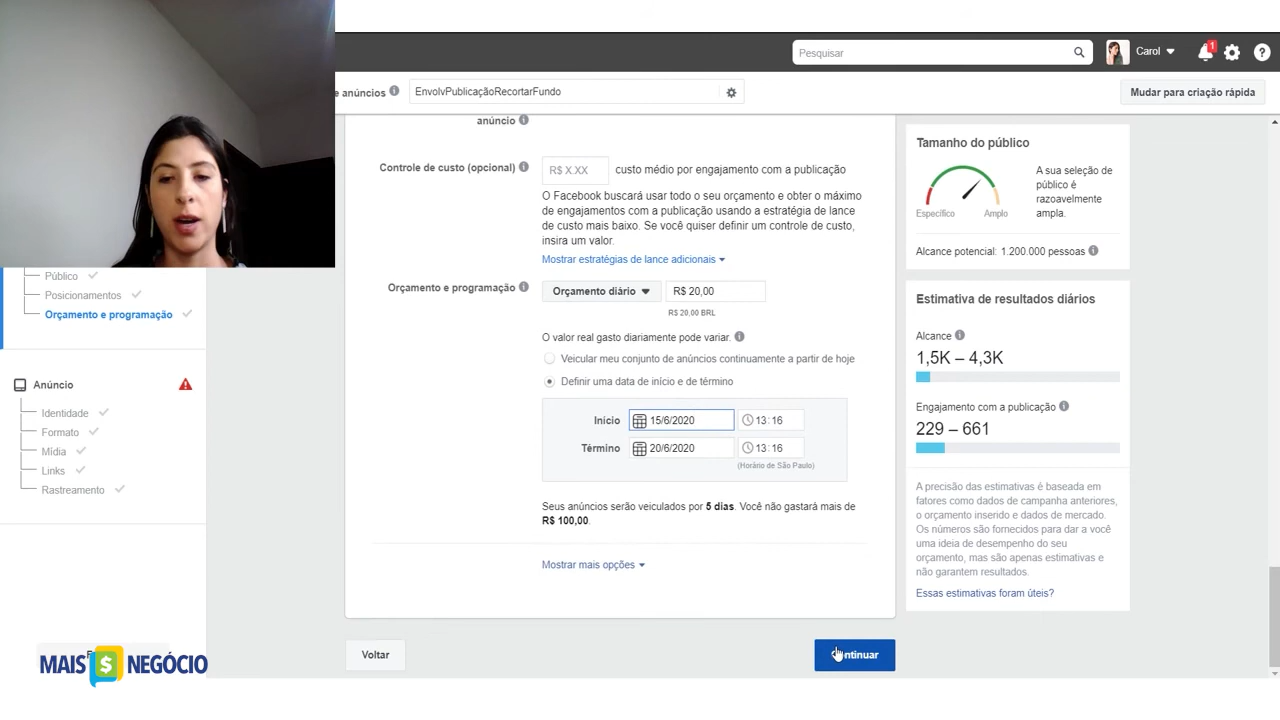 Pesquisar
Carol
1
e anúncios
EnvolvPublicaçãoRecortarFundo
Mudar para criação rápida
anúncio
Controle de custo (opcional)
R$ X.XX
custo médio por engajamento com a publicação
O Facebook buscará usar todo o seu orçamento e obter o máximo
de engajamentos com a publicação usando a estratégia de lance
de custo mais baixo. Se você quiser definir um controle de custo,
insira um valor.
Mostrar estratégias de lance adicionais
Orçamento e programação
Orçamento diário
R$ 20,00
R$ 20,00 BRL
O valor real gasto diariamente pode variar.
Veicular meu conjunto de anúncios continuamente a partir de hoje
Definir uma data de início e de término
Início 15/6/2020 13:16
Término 20/6/2020 13:16
(Horário de São Paulo)
Seus anúncios serão veiculados por 5 dias. Você não gastará mais de
R$ 100,00.
Mostrar mais opções
Voltar
Continuar
Tamanho do público
Específico
Amplo
A sua seleção de
público é
razoavelmente
ampla.
Alcance potencial: 1.200.000 pessoas
Estimativa de resultados diários
Alcance
1,5K – 4,3K
Engajamento com a publicação
229 – 661
A precisão das estimativas é baseada em
fatores como dados de campanha anteriores,
o orçamento inserido e dados de mercado.
Os números são fornecidos para dar a você
uma ideia de desempenho do seu
orçamento, mas são apenas estimativas e
não garantem resultados.
Essas estimativas foram úteis?
Público
Posicionamentos
Orçamento e programação
Anúncio
Identidade
Formato
Mídia
Links
Rastreamento
MAIS $ NEGÓCIO